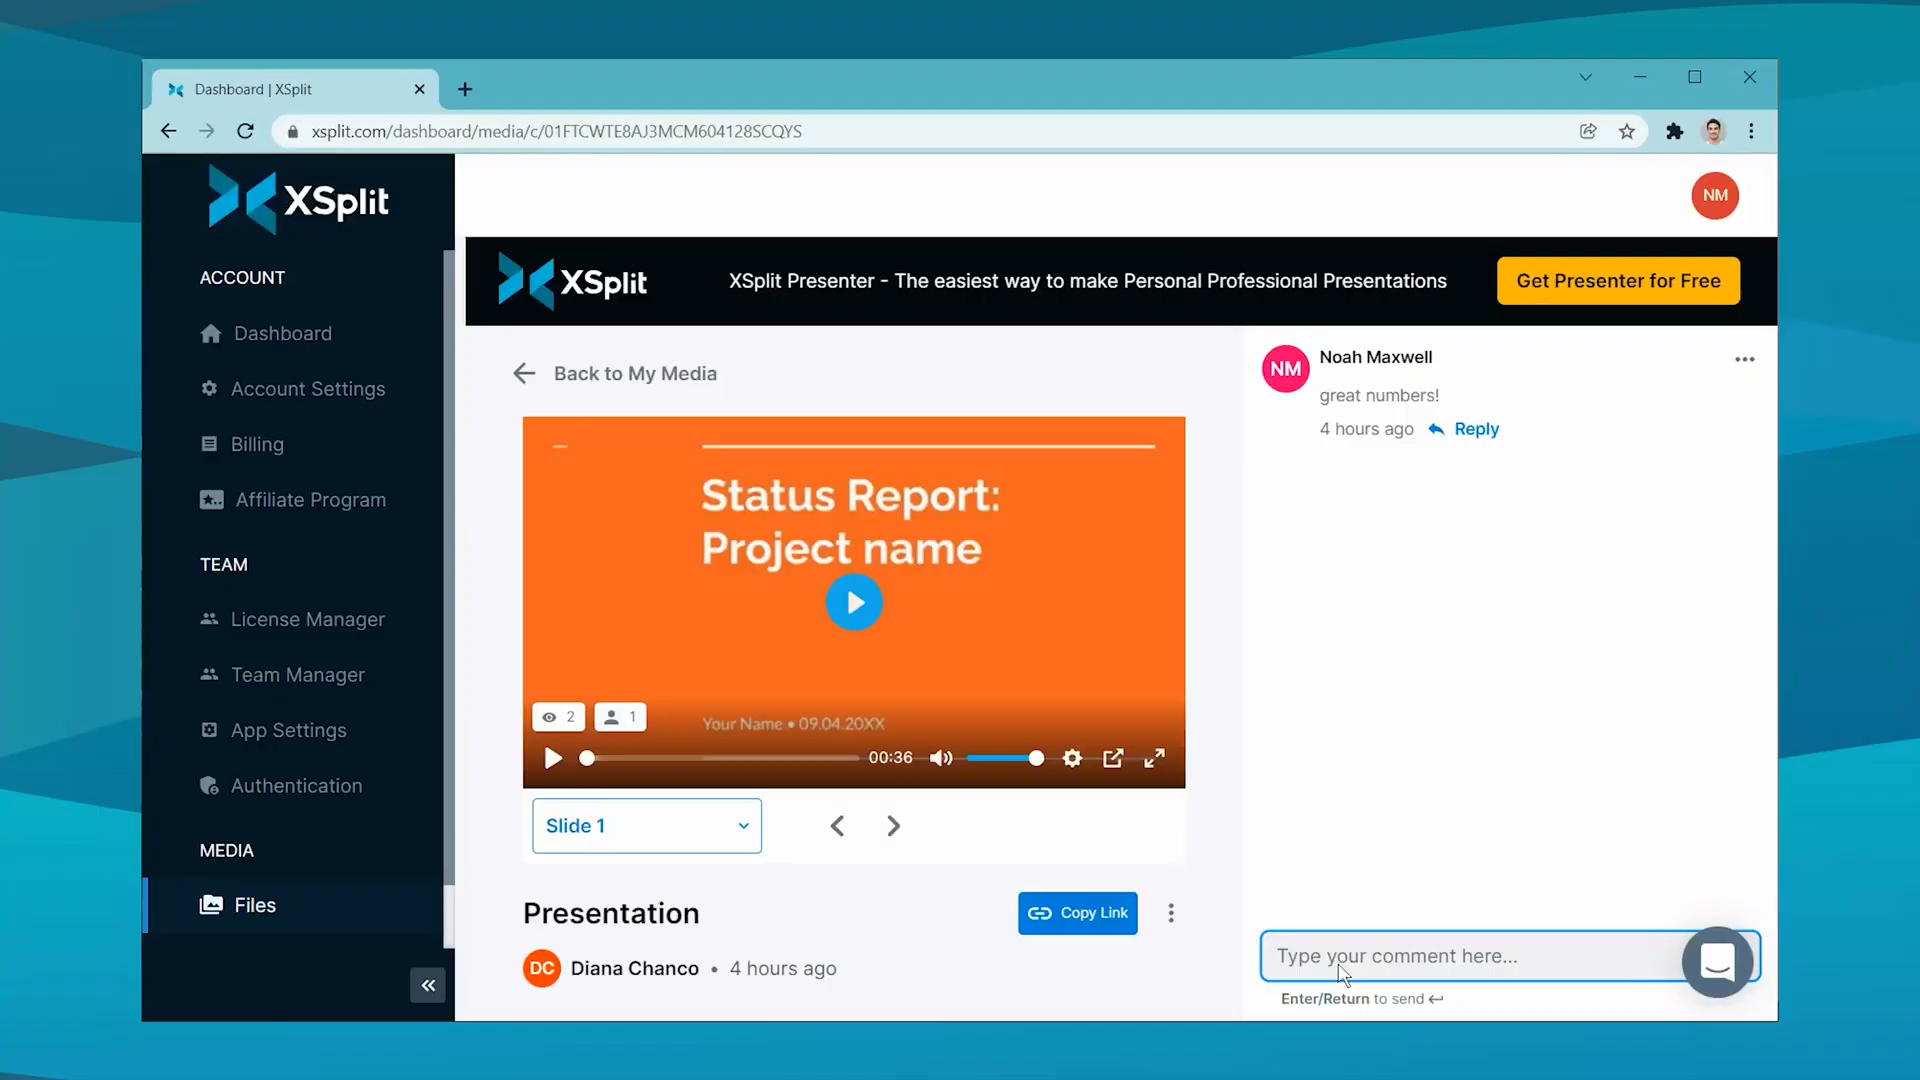 Dashboard | XSplit
xsplit.com/dashboard/media/c/01FTCWTE8AJ3MCM604128SCQYS
XSplit
NM
ACCOUNT
Dashboard
Account Settings
Billing
Affiliate Program
TEAM
License Manager
Team Manager
App Settings
Authentication
MEDIA
Files
XSplit
XSplit Presenter - The easiest way to make Personal Professional Presentations
Get Presenter for Free
Back to My Media
Status Report:
Project name
2
1
Your Name • 09.04.20XX
00:36
Slide 1
Presentation
Copy Link
DC
Diana Chanco • 4 hours ago
NM
Noah Maxwell
great numbers!
4 hours ago
Reply
Type your comment here...
Enter/Return to send